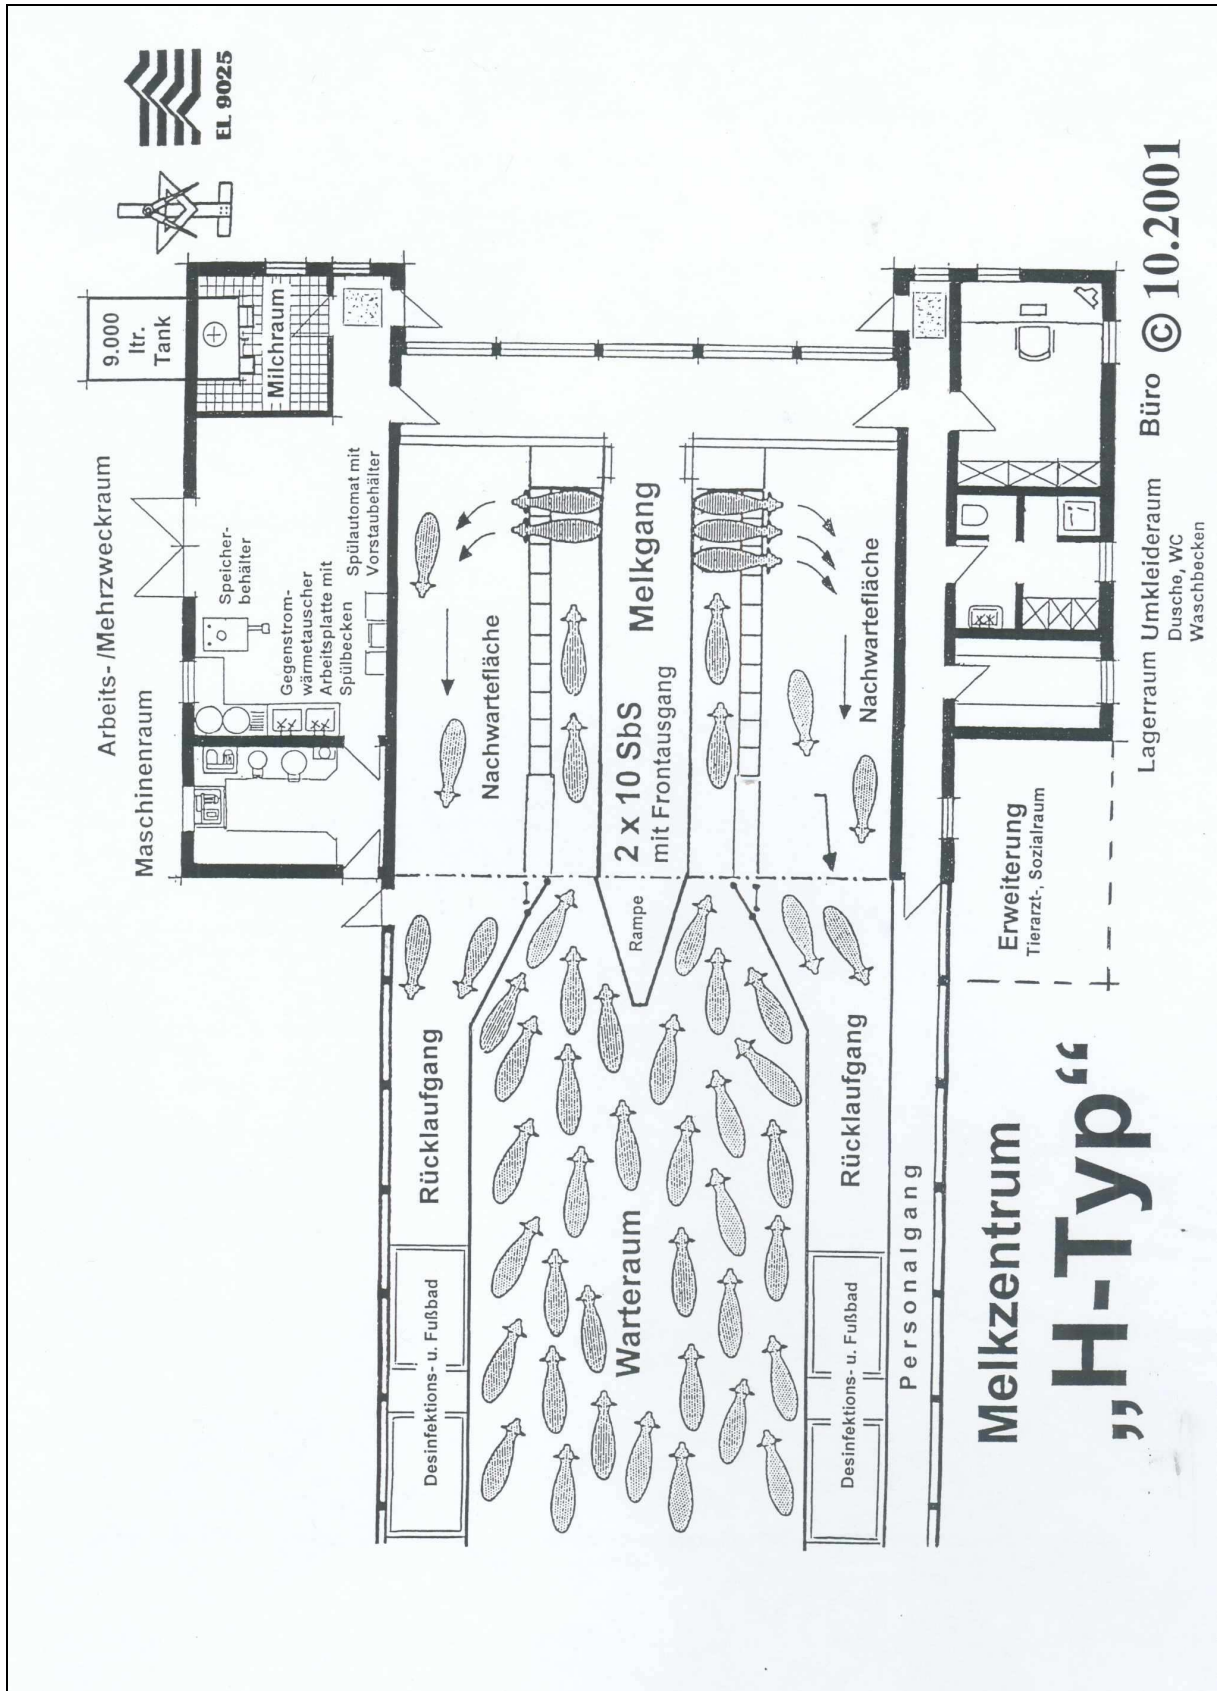 EL 9025
9.000
ltr.
Tank
Milchraum
Arbeits- /Mehrzweckraum
Maschinenraum
Speicher-
behälter
Gegenstrom-
wärmetauscher
Arbeitsplatte mit
Spülbecken
Spülautomat mit
Vorstaubehälter
Nachwartefläche
Melkgang
2 x 10 SbS
mit Frontausgang
Nachwartefläche
Rampe
Rücklaufgang
Warteraum
Rücklaufgang
Desinfektions- u. Fußbad
Desinfektions- u. Fußbad
Personalgang
Erweiterung
Tierarzt-, Sozialraum
Lagerraum
Umkleideraum
Dusche, WC
Waschbecken
Büro
© 10.2001
Melkzentrum
„H-Typ“